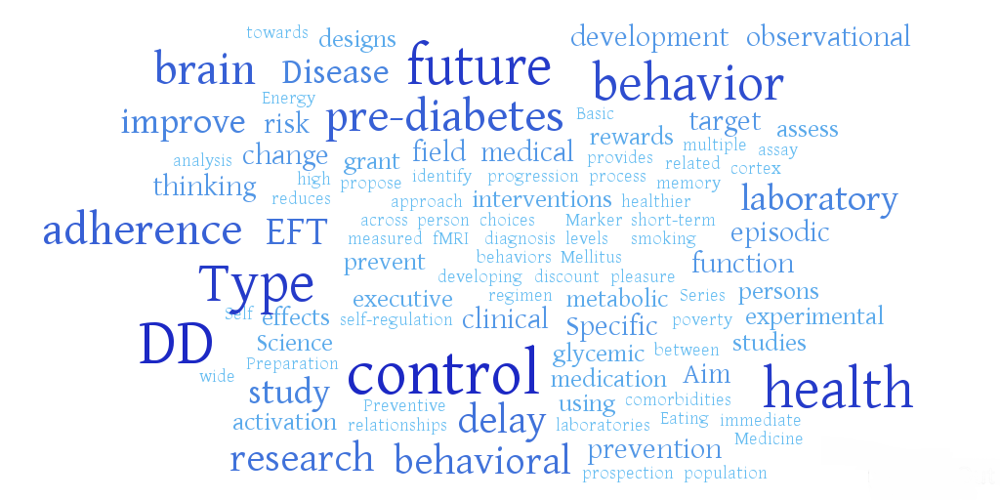 towards designs development observational
brain Disease future behavior
Energy
improve risk pre-diabetes Basic rewards target assess
analysis change grant field medical provides multiple related assay cortex
thinking high propose identify progression process memory
reduces approach interventions healthier laboratory
adherence EFT across person choices Marker short-term episodic
measured fMRI diagnosis levels smoking
prevent behaviors Mellitus function
Type developing discount pleasure
executive regimen metabolic Series persons
Self effects self-regulation clinical Specific poverty experimental
DD Science glycemic between studies
wide Preparation control medication Aim health
study Preventive using comorbidities
activation relationships delay laboratories Eating immediate
research behavioral prevention Medicine
prospection population